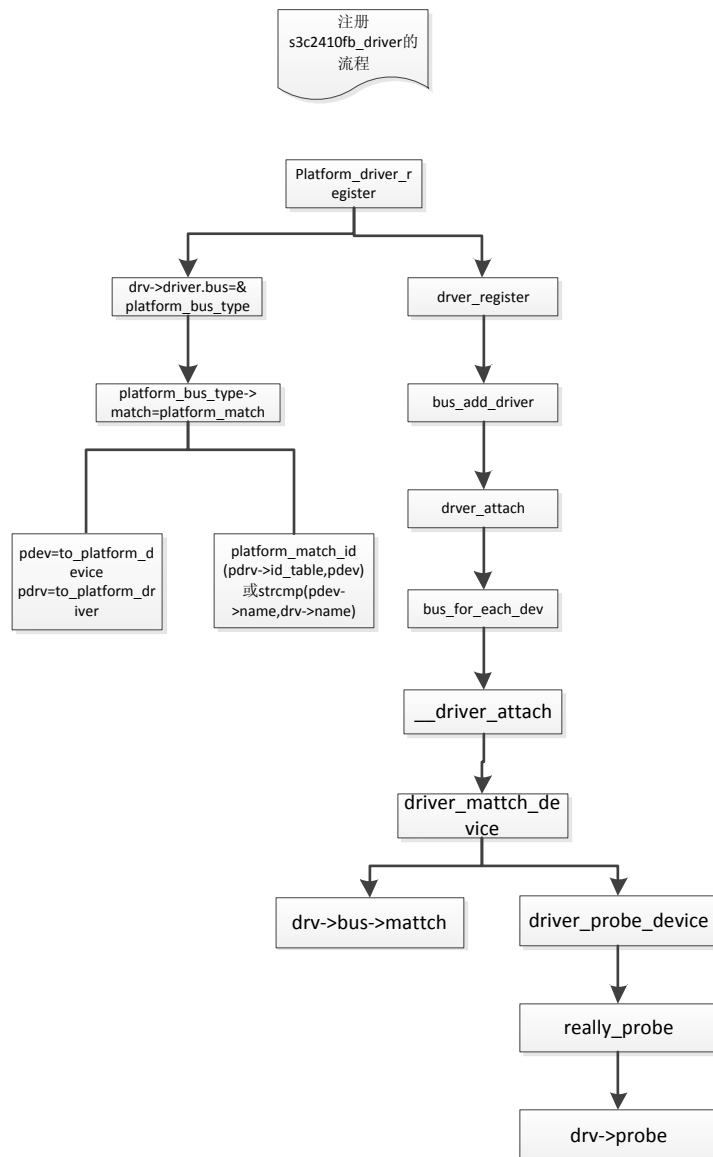 注册
s3c2410fb_driver的
流程
Platform_driver_r
egister
drv->driver.bus=&
platform_bus_type
drver_register
platform_bus_type->
match=platform_match
bus_add_driver
pdev=to_platform_d
evice
pdrv=to_platform_dr
iver
platform_match_id
(pdrv->id_table,pdev)
或strcmp(pdev-
>name,drv->name)
drver_attach
bus_for_each_dev
__driver_attach
driver_mattch_de
vice
drv->bus->mattch
driver_probe_device
really_probe
drv->probe